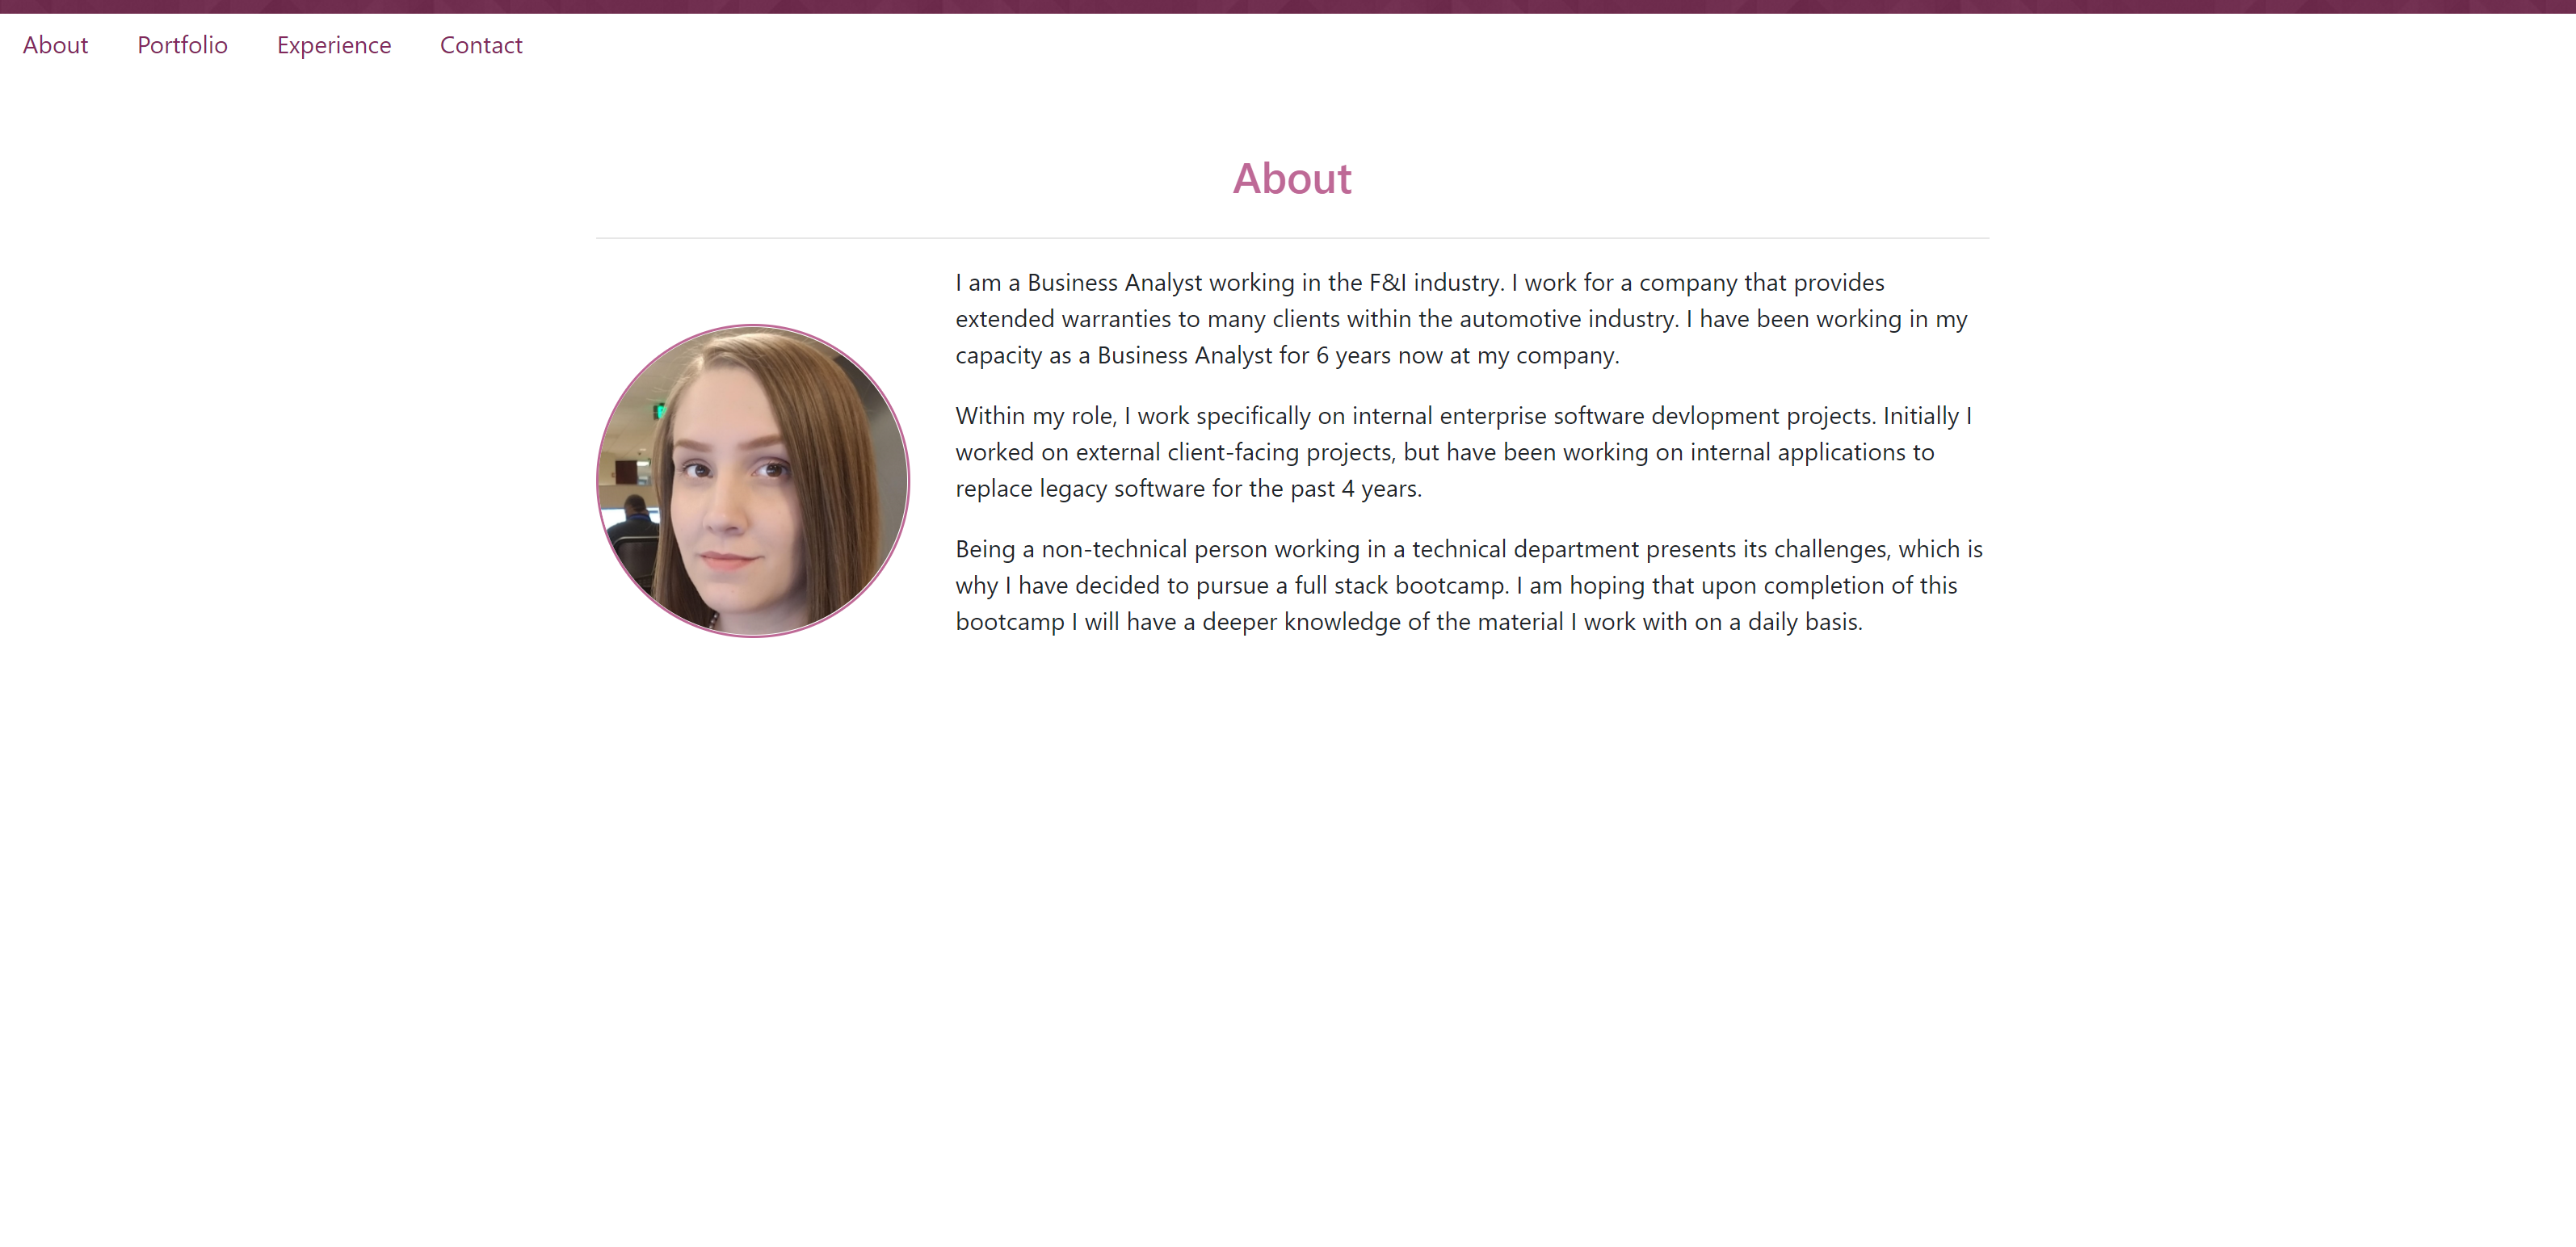 About
Portfolio
Experience
Contact
About
I am a Business Analyst working in the F&I industry. I work for a company that provides
extended warranties to many clients within the automotive industry. I have been working in my
capacity as a Business Analyst for 6 years now at my company.
Within my role, I work specifically on internal enterprise software devlopment projects. Initially I
worked on external client-facing projects, but have been working on internal applications to
replace legacy software for the past 4 years.
Being a non-technical person working in a technical department presents its challenges, which is
why I have decided to pursue a full stack bootcamp. I am hoping that upon completion of this
bootcamp I will have a deeper knowledge of the material I work with on a daily basis.